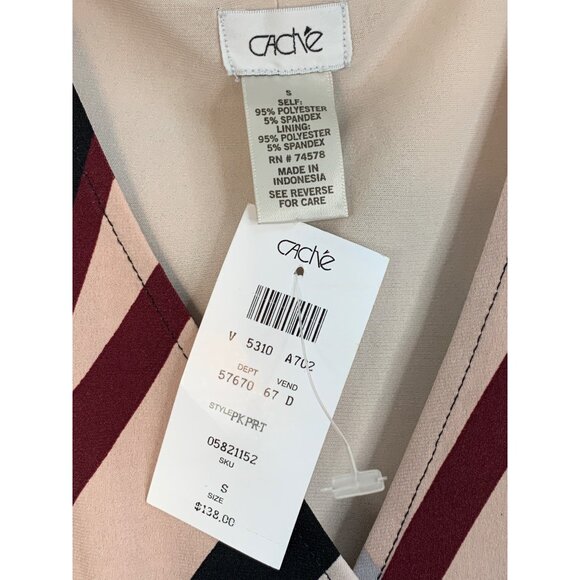 CACHÉ
S
SELF:
95% POLYESTER
5% SPANDEX
LINING:
95% POLYESTER
5% SPANDEX
RN # 74578
MADE IN
INDONESIA
SEE REVERSE
FOR CARE
CACHÉ
V 5310 A702
DEPT VEND
57670 67 D
STYLE PKPRT
05821152
SKU
S
SIZE
$138.00